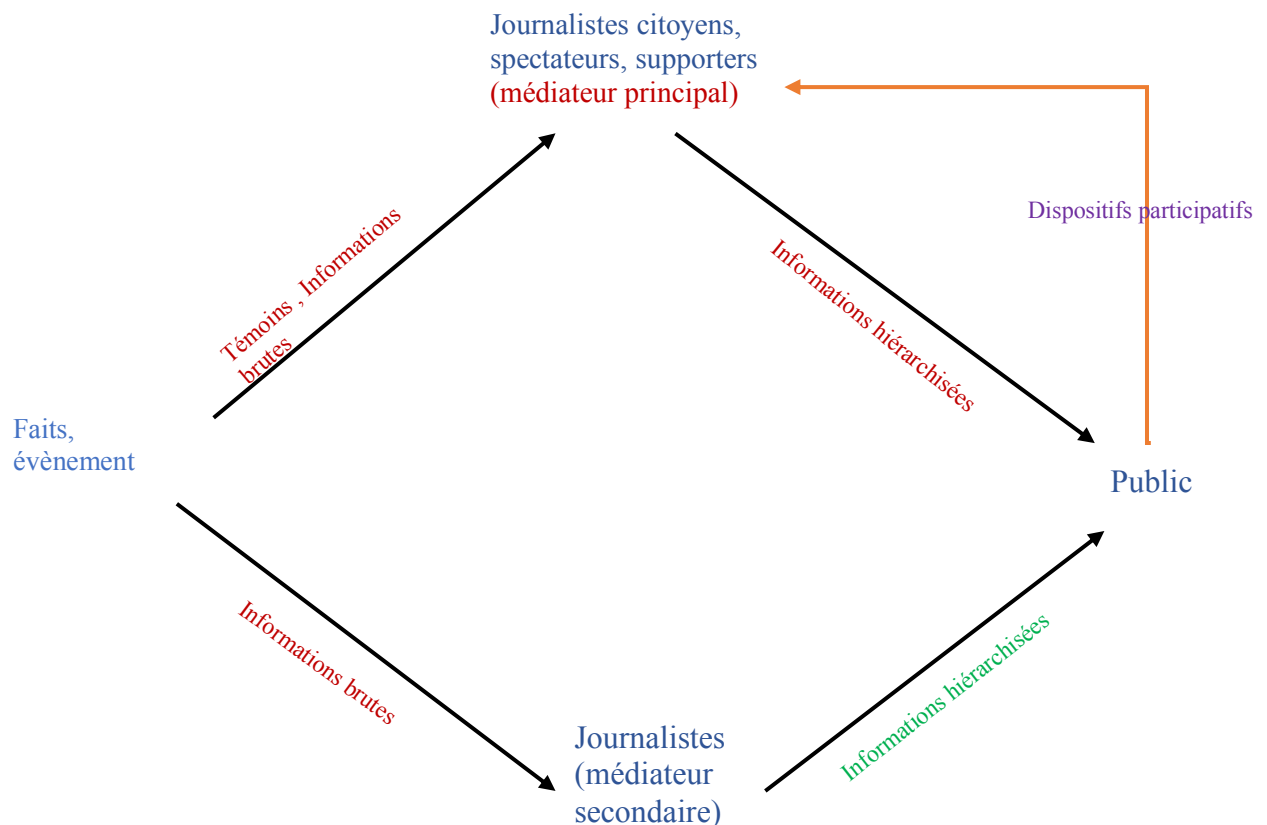 Journalistes citoyens,
spectateurs, supporters
(médiateur principal)
Dispositifs participatifs
Témoins , Informations
brutes
Informations hiérarchisées
Faits,
évènement
Public
Informations brutes
Informations hiérarchisées
Journalistes
(médiateur
secondaire)